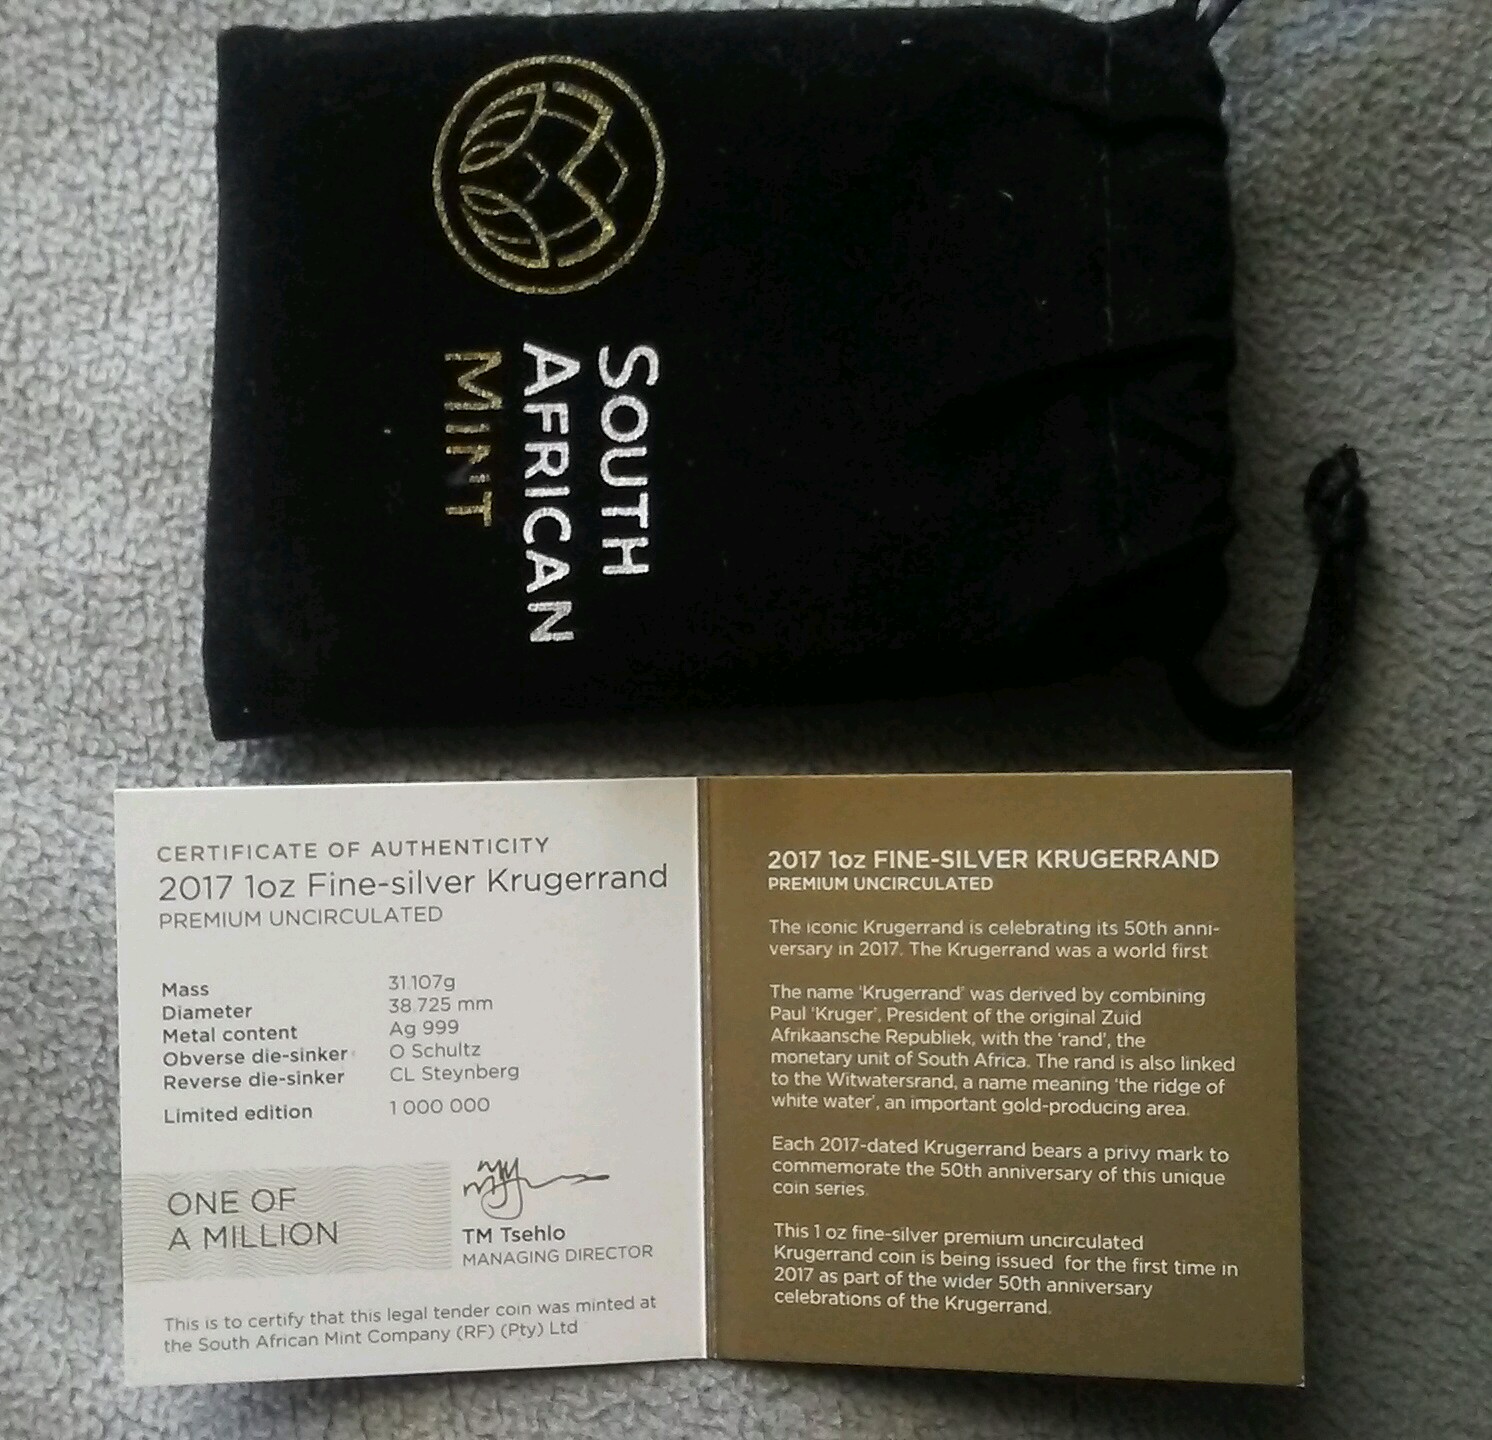 SOUTH
AFRICAN
MINT
CERTIFICATE OF AUTHENTICITY
2017 1oz Fine-silver Krugerrand
PREMIUM UNCIRCULATED
Mass 31.107g
Diameter 38.725 mm
Metal content Ag 999
Obverse die-sinker O Schultz
Reverse die-sinker CL Steynberg
Limited edition 1 000 000
ONE OF
A MILLION
TM Tsehlo
MANAGING DIRECTOR
This is to certify that this legal tender coin was minted at
the South African Mint Company (RF) (Pty) Ltd
2017 1oz FINE-SILVER KRUGERRAND
PREMIUM UNCIRCULATED
The iconic Krugerrand is celebrating its 50th anni-
versary in 2017. The Krugerrand was a world first
The name 'Krugerrand' was derived by combining
Paul 'Kruger', President of the original Zuid
Afrikaansche Republiek, with the 'rand', the
monetary unit of South Africa. The rand is also linked
to the Witwatersrand, a name meaning 'the ridge of
white water', an important gold-producing area.
Each 2017-dated Krugerrand bears a privy mark to
commemorate the 50th anniversary of this unique
coin series.
This 1 oz fine-silver premium uncirculated
Krugerrand coin is being issued for the first time in
2017 as part of the wider 50th anniversary
celebrations of the Krugerrand.